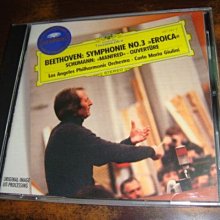 BEETHOVEN: SYMPHONIE NO.3 »EROICA«
SCHUMANN: »MANFRED« - OUVERTÜRE
Los Angeles Philharmonic Orchestra · Carlo Maria Giulini
STEREO
ORIGINAL-IMAGE
BIT-PROCESSING